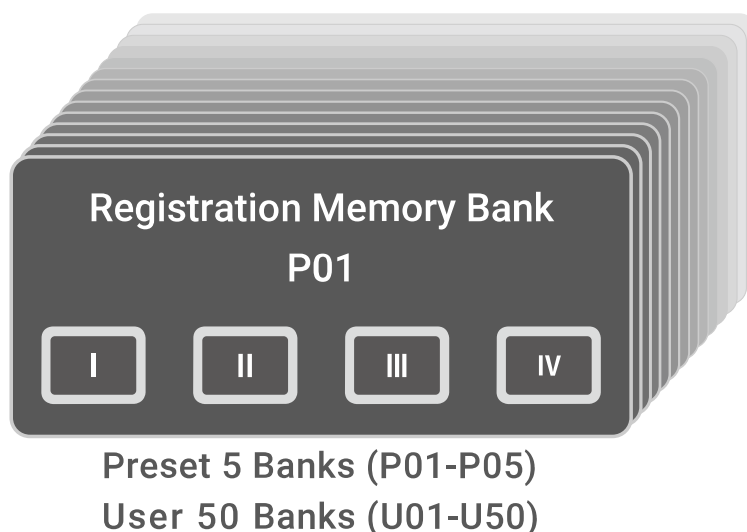 Registration Memory Bank
P01
I II III IV
Preset 5 Banks (P01-P05)
User 50 Banks (U01-U50)